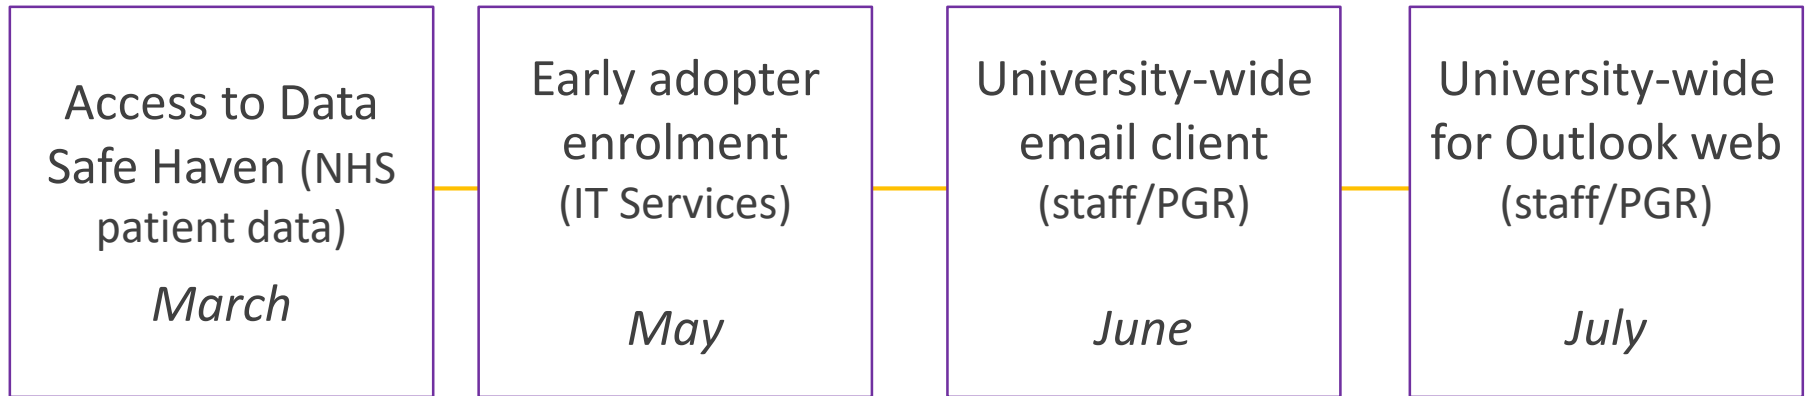 Access to Data
Safe Haven (NHS
patient data)
March
Early adopter
enrolment
(IT Services)
May
University-wide
email client
(staff/PGR)
June
University-wide
for Outlook web
(staff/PGR)
July